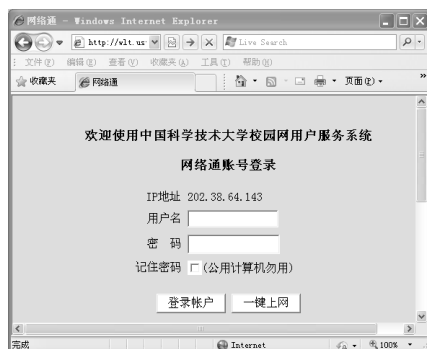 网络通 - Windows Internet Explorer
http://wlt.us
Live Search
文件(F) 编辑(E) 查看(V) 收藏夹(A) 工具(T) 帮助(H)
收藏夹 网络通 页面(P)
欢迎使用中国科学技术大学校园网用户服务系统
网络通账号登录
IP地址 202.38.64.143
用户名
密 码
记住密码 (公用计算机勿用)
登录帐户 一键上网
完成 Internet 100%